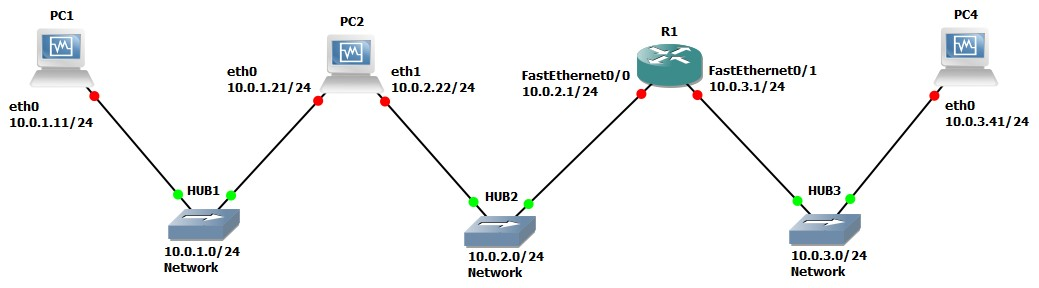 PC1
eth0
10.0.1.11/24
HUB1
10.0.1.0/24
Network
PC2
eth0
10.0.1.21/24
eth1
10.0.2.22/24
HUB2
10.0.2.0/24
Network
R1
FastEthernet0/0
10.0.2.1/24
FastEthernet0/1
10.0.3.1/24
HUB3
10.0.3.0/24
Network
PC4
eth0
10.0.3.41/24